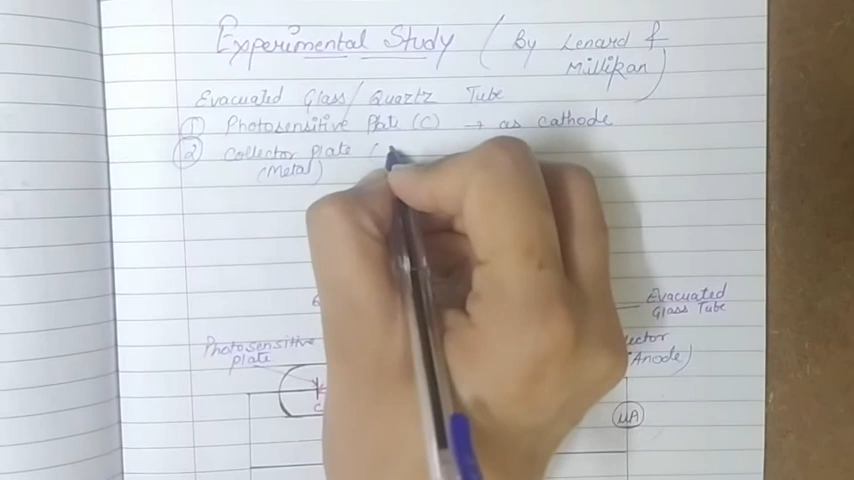 Experimental Study ( By Lenard &
Millikan)
Evacuated Glass/ Quartz Tube
① Photosensitive Plate (C) → as cathode
② Collector plate (
(Metal)
Evacuated
Glass Tube
Photosensitive
plate
lector
(Anode)
C
μA